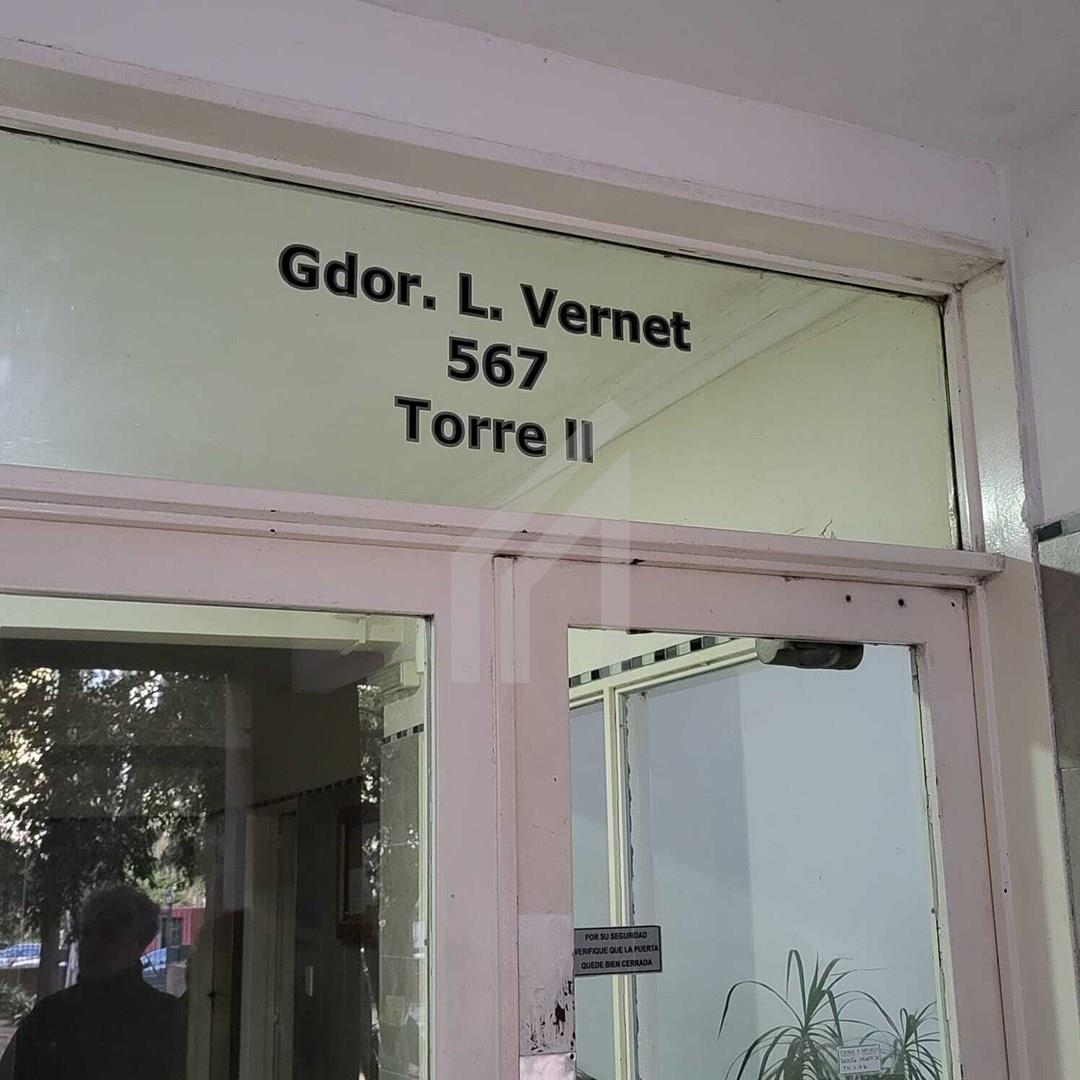 Gdor. L. Vernet
567
Torre II
POR SU SEGURIDAD
VERIFIQUE QUE LA PUERTA
QUEDE BIEN CERRADA